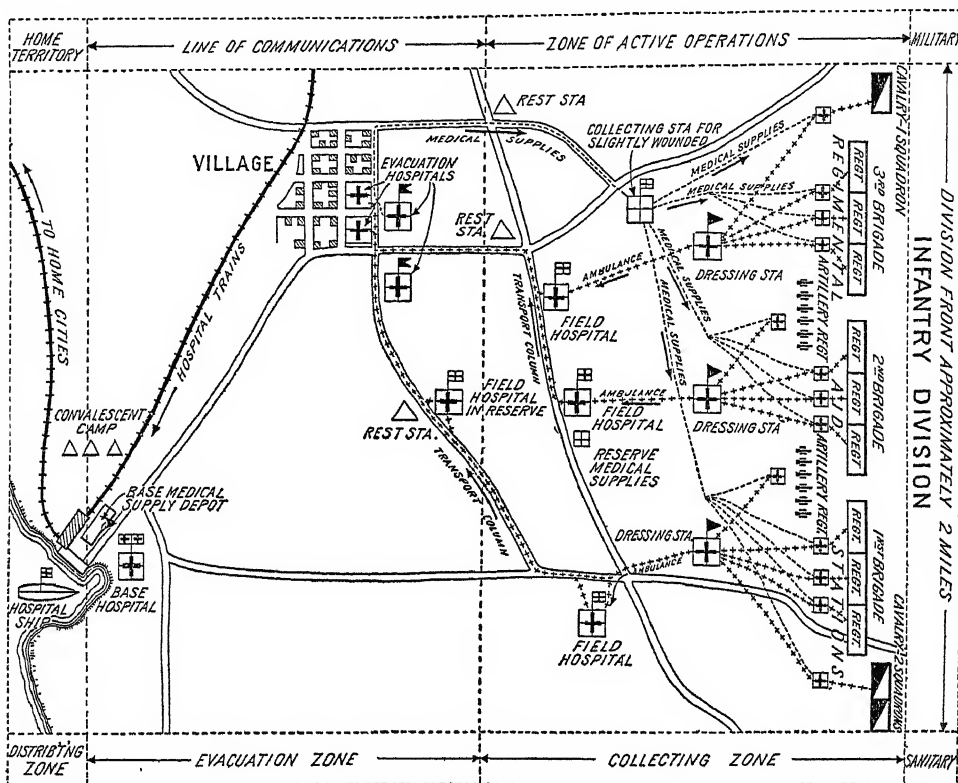 HOME
TERRITORY
LINE OF COMMUNICATIONS
ZONE OF ACTIVE OPERATIONS
MILITARY
REST STA
COLLECTING STA FOR
SLIGHTLY WOUNDED
CAVALRY-1 SQUADRON
MEDICAL SUPPLIES
VILLAGE
EVACUATION
HOSPITALS
MEDICAL SUPPLIES
MEDICAL SUPPLIES
REGT
REGT
REGT
3RD BRIGADE
REST
STA.
DRESSING STA
MEDICAL SUPPLIES
MEDICAL SUPPLIES
AMBULANCE
FIELD
HOSPITAL
TRANSPORT COLUMN
ARTILLERY REGT.
REGIMENTAL AID STATIONS
TO HOME CITIES
HOSPITAL TRAINS
REGT
REGT
REGT
2ND BRIGADE
INFANTRY DIVISION
DIVISION FRONT APPROXIMATELY 2 MILES
CONVALESCENT
CAMP
FIELD
HOSPITAL
IN RESERVE
REST STA.
AMBULANCE
FIELD
HOSPITAL
DRESSING STA
RESERVE
MEDICAL
SUPPLIES
ARTILLERY REGT.
TRANSPORT COLUMN
BASE MEDICAL
SUPPLY DEPOT
DRESSING STA
AMBULANCE
REGT.
REGT.
REGT.
1ST BRIGADE
HOSPITAL
SHIP
BASE
HOSPITAL
FIELD
HOSPITAL
CAVALRY-2 SQUADRONS
DISTRIBTNG
ZONE
EVACUATION ZONE
COLLECTING ZONE
SANITARY